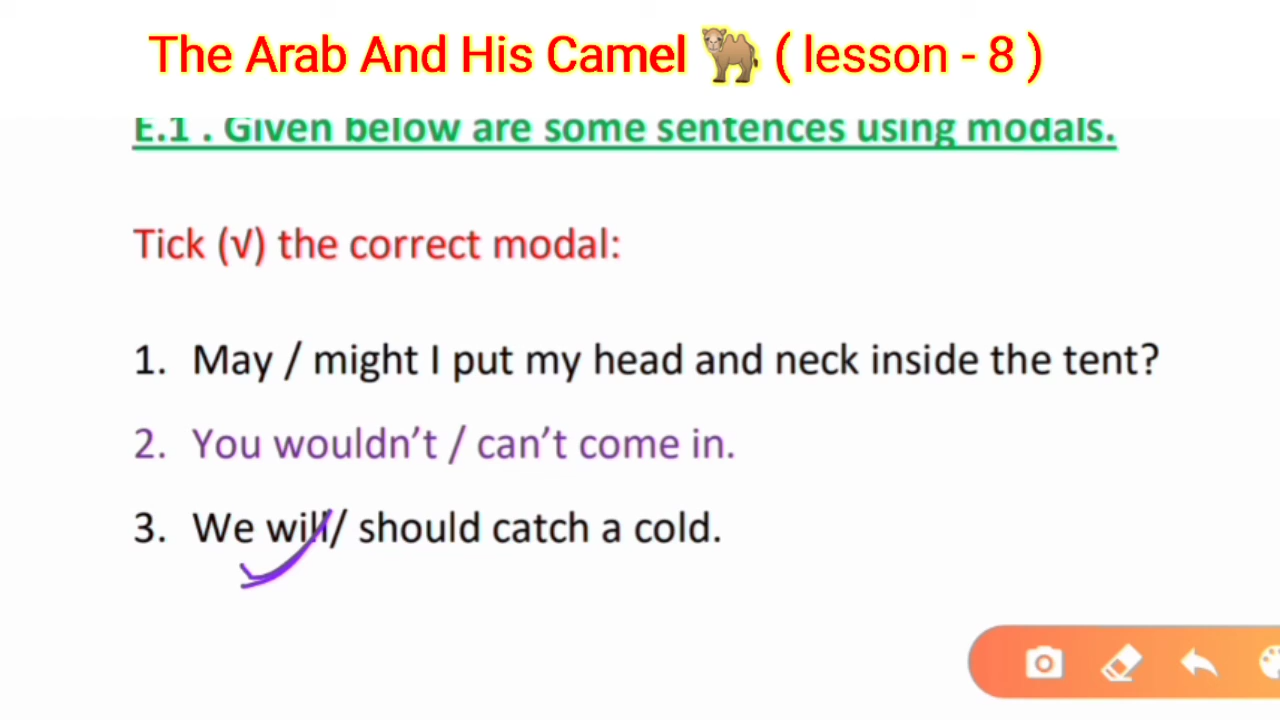 The Arab And His Camel 🐫 ( lesson - 8 )
E.1 . Given below are some sentences using modals.
Tick (√) the correct modal:
1. May / might I put my head and neck inside the tent?
2. You wouldn’t / can’t come in.
3. We will/ should catch a cold.